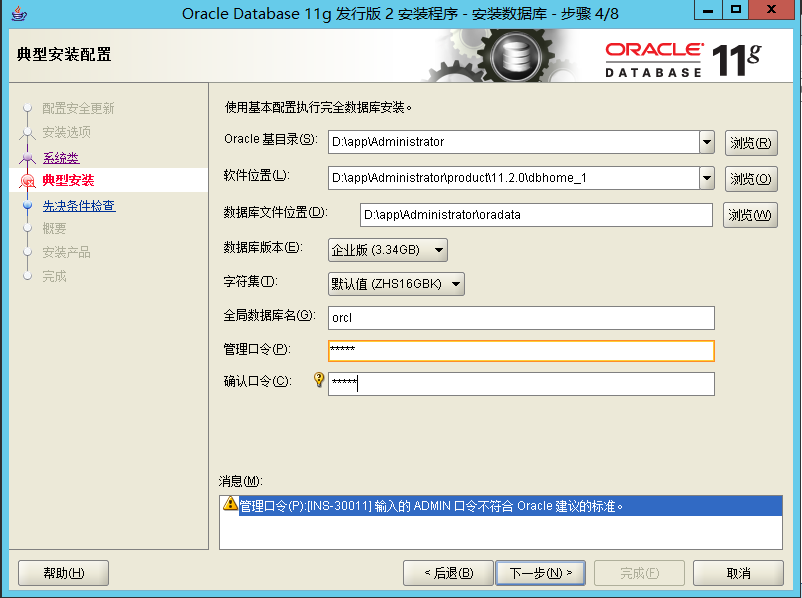 Oracle Database 11g 发行版 2 安装程序 - 安装数据库 - 步骤 4/8
典型安装配置
ORACLE
DATABASE 11g
配置安全更新
安装选项
系统类
典型安装
先决条件检查
概要
安装产品
完成
使用基本配置执行完全数据库安装。
Oracle 基目录(S): D:\app\Administrator 浏览(R)
软件位置(L): D:\app\Administrator\product\11.2.0\dbhome_1 浏览(O)
数据库文件位置(D): D:\app\Administrator\oradata 浏览(W)
数据库版本(E): 企业版 (3.34GB)
字符集(T): 默认值 (ZHS16GBK)
全局数据库名(G): orcl
管理口令(P): *****
确认口令(C): *****
消息(M):
管理口令(P):[INS-30011] 输入的 ADMIN 口令不符合 Oracle 建议的标准。
帮助(H) < 后退(B) 下一步(N) > 完成(F) 取消